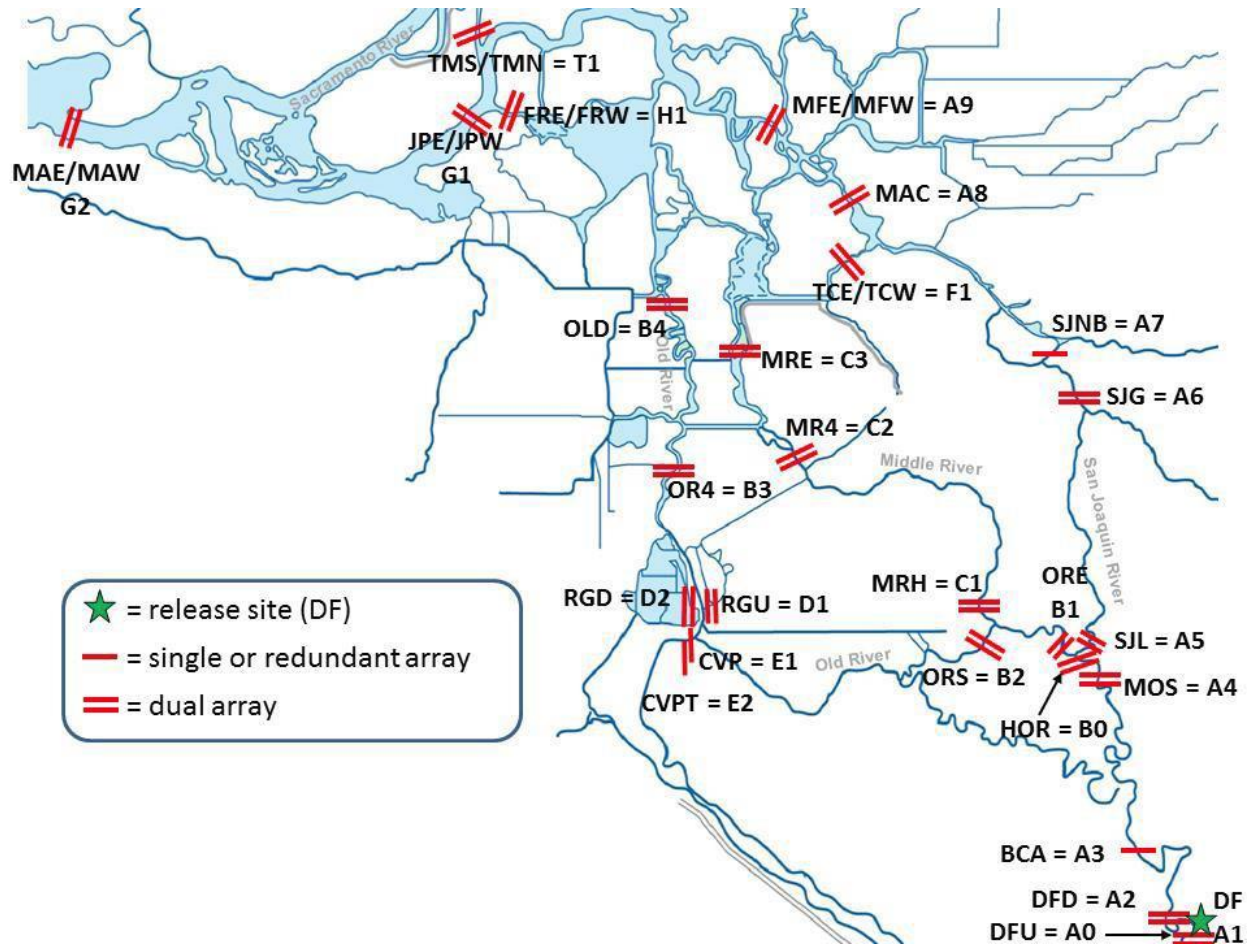 Sacramento River
TMS/TMN = T1
FRE/FRW = H1
MFE/MFW = A9
JPE/JPW
G1
MAE/MAW
G2
MAC = A8
TCE/TCW = F1
OLD = B4
Old River
SJNB = A7
MRE = C3
SJG = A6
MR4 = C2
Middle River
OR4 = B3
San Joaquin River
MRH = C1
ORE
B1
RGD = D2
RGU = D1
SJL = A5
CVP = E1
Old River
ORS = B2
MOS = A4
CVPT = E2
HOR = B0
= release site (DF)
= single or redundant array
= dual array
BCA = A3
DFD = A2
DF
DFU = A0
A1